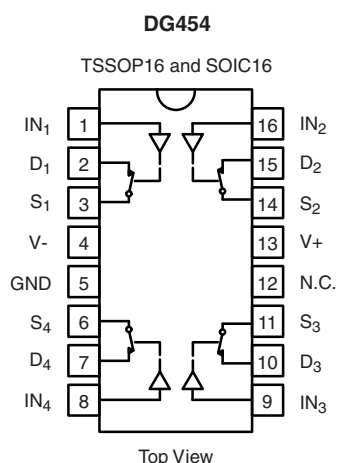 DG454
TSSOP16 and SOIC16
IN1 1 16 IN2
D1 2 15 D2
S1 3 14 S2
V- 4 13 V+
GND 5 12 N.C.
S4 6 11 S3
D4 7 10 D3
IN4 8 9 IN3
Top View